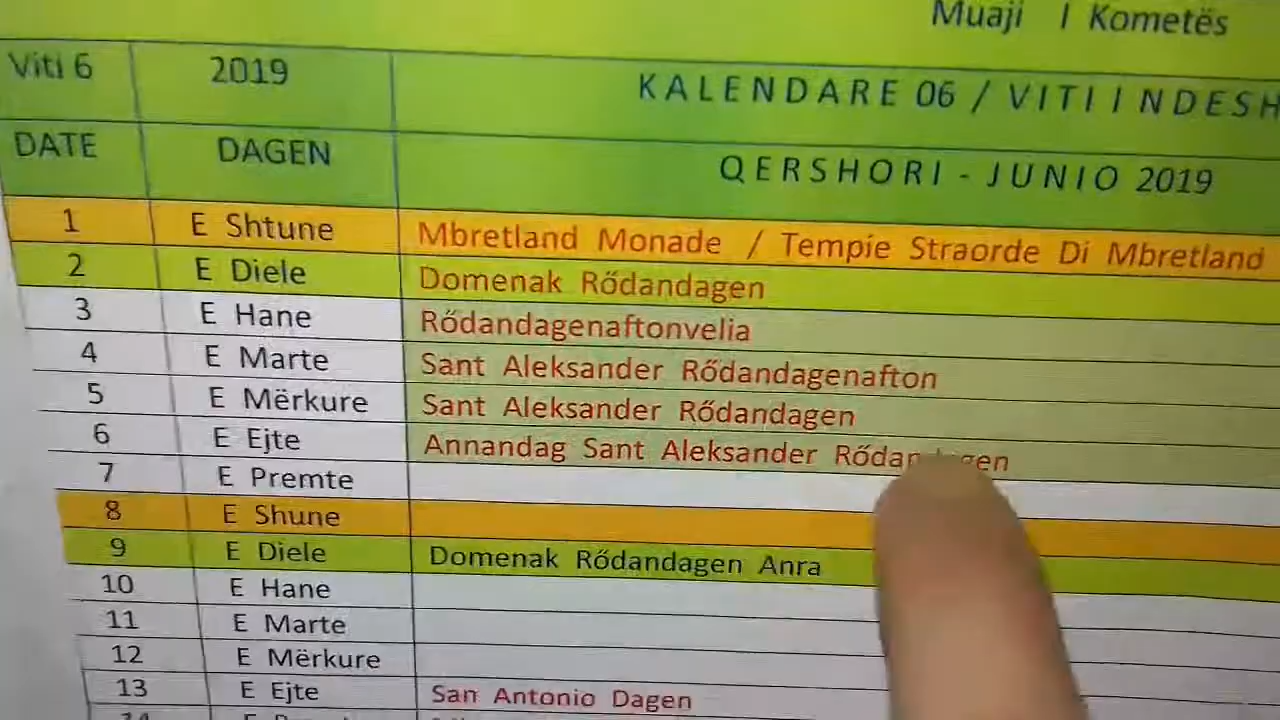 Muaji I Kometës
Viti 6 2019 KALENDARE 06 / VITI I NDESH
DATE DAGEN QERSHORI - JUNIO 2019
1 E Shtune Mbretland Monade / Tempie Straorde Di Mbretland
2 E Diele Domenak Rődandagen
3 E Hane Rődandagenaftonvelia
4 E Marte Sant Aleksander Rődandagenafton
5 E Mërkure Sant Aleksander Rődandagen
6 E Ejte Annandag Sant Aleksander Rődandagen
7 E Premte
8 E Shune
9 E Diele Domenak Rődandagen Anra
10 E Hane
11 E Marte
12 E Mërkure
13 E Ejte San Antonio Dagen
14 E